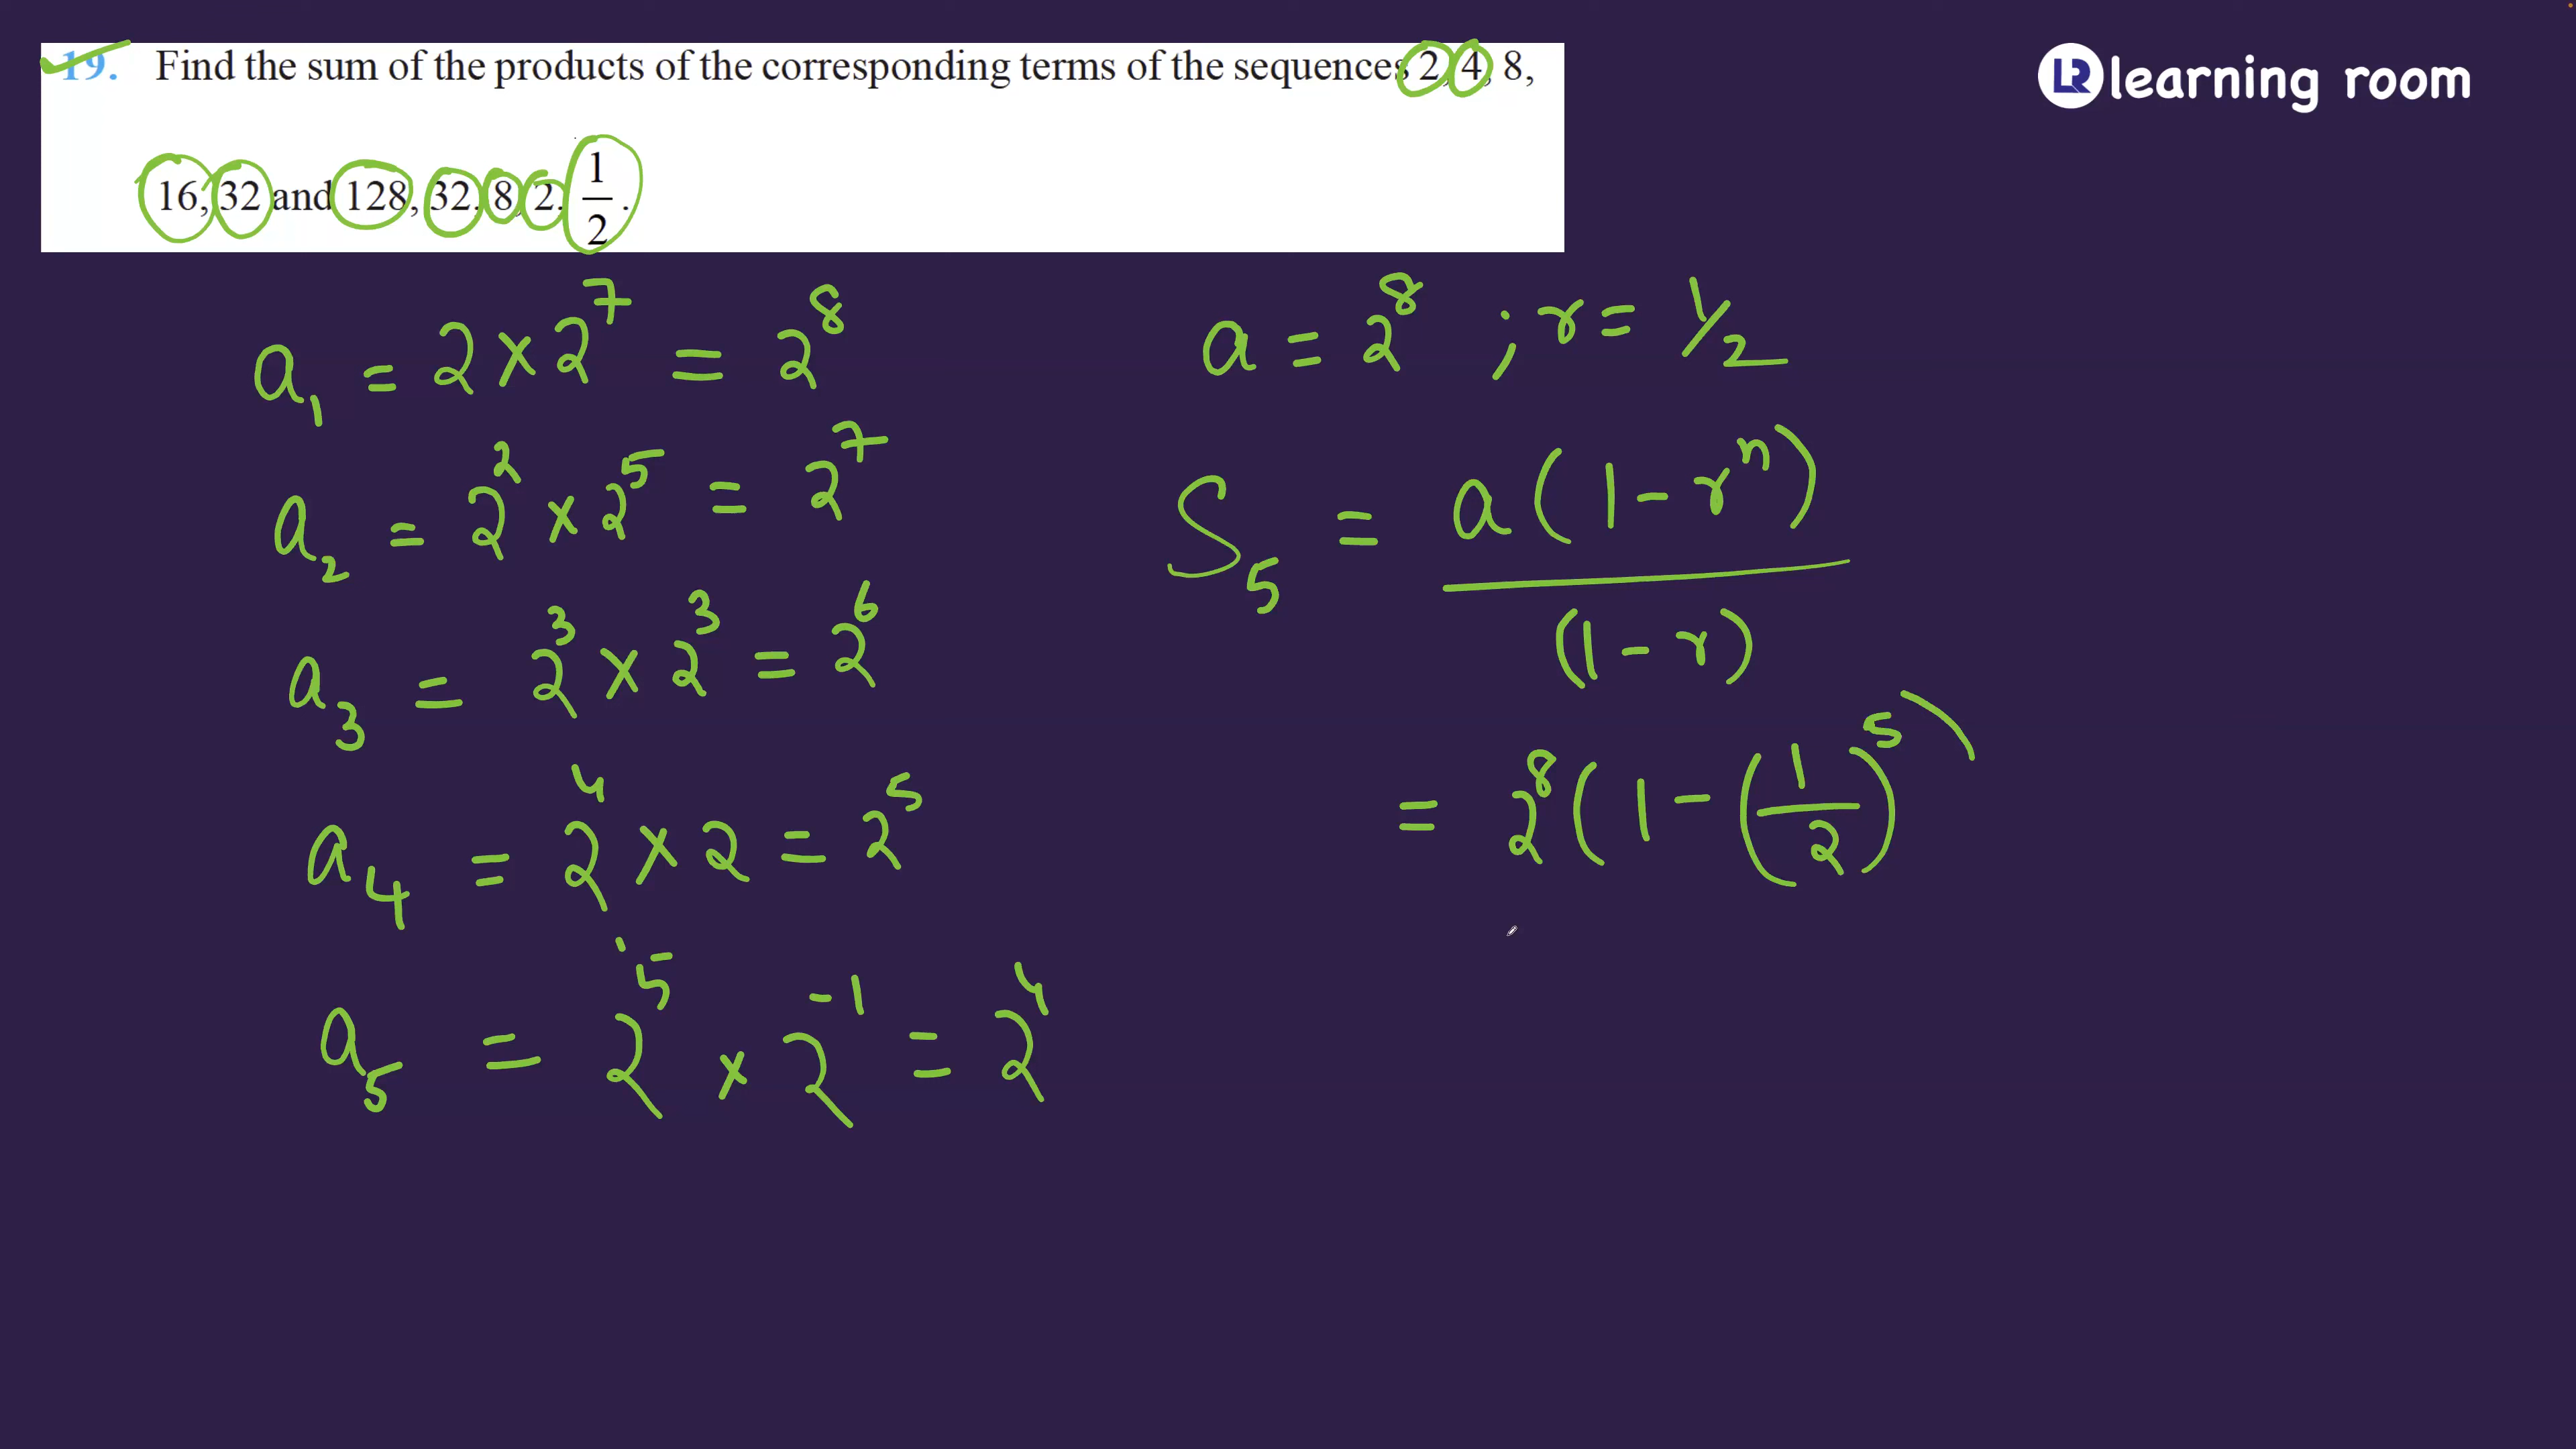 19. Find the sum of the products of the corresponding terms of the sequences 2, 4, 8,
16, 32 and 128, 32, 8, 2, 1/2.
LR learning room
a₁ = 2 × 2⁷ = 2⁸
a₂ = 2² × 2⁵ = 2⁷
a₃ = 2³ × 2³ = 2⁶
a₄ = 2⁴ × 2 = 2⁵
a₅ = 2⁵ × 2⁻¹ = 2⁴
a = 2⁸ ; r = 1/2
S₅ = a(1 - rⁿ) / (1 - r)
= 2⁸(1 - (1/2)⁵)